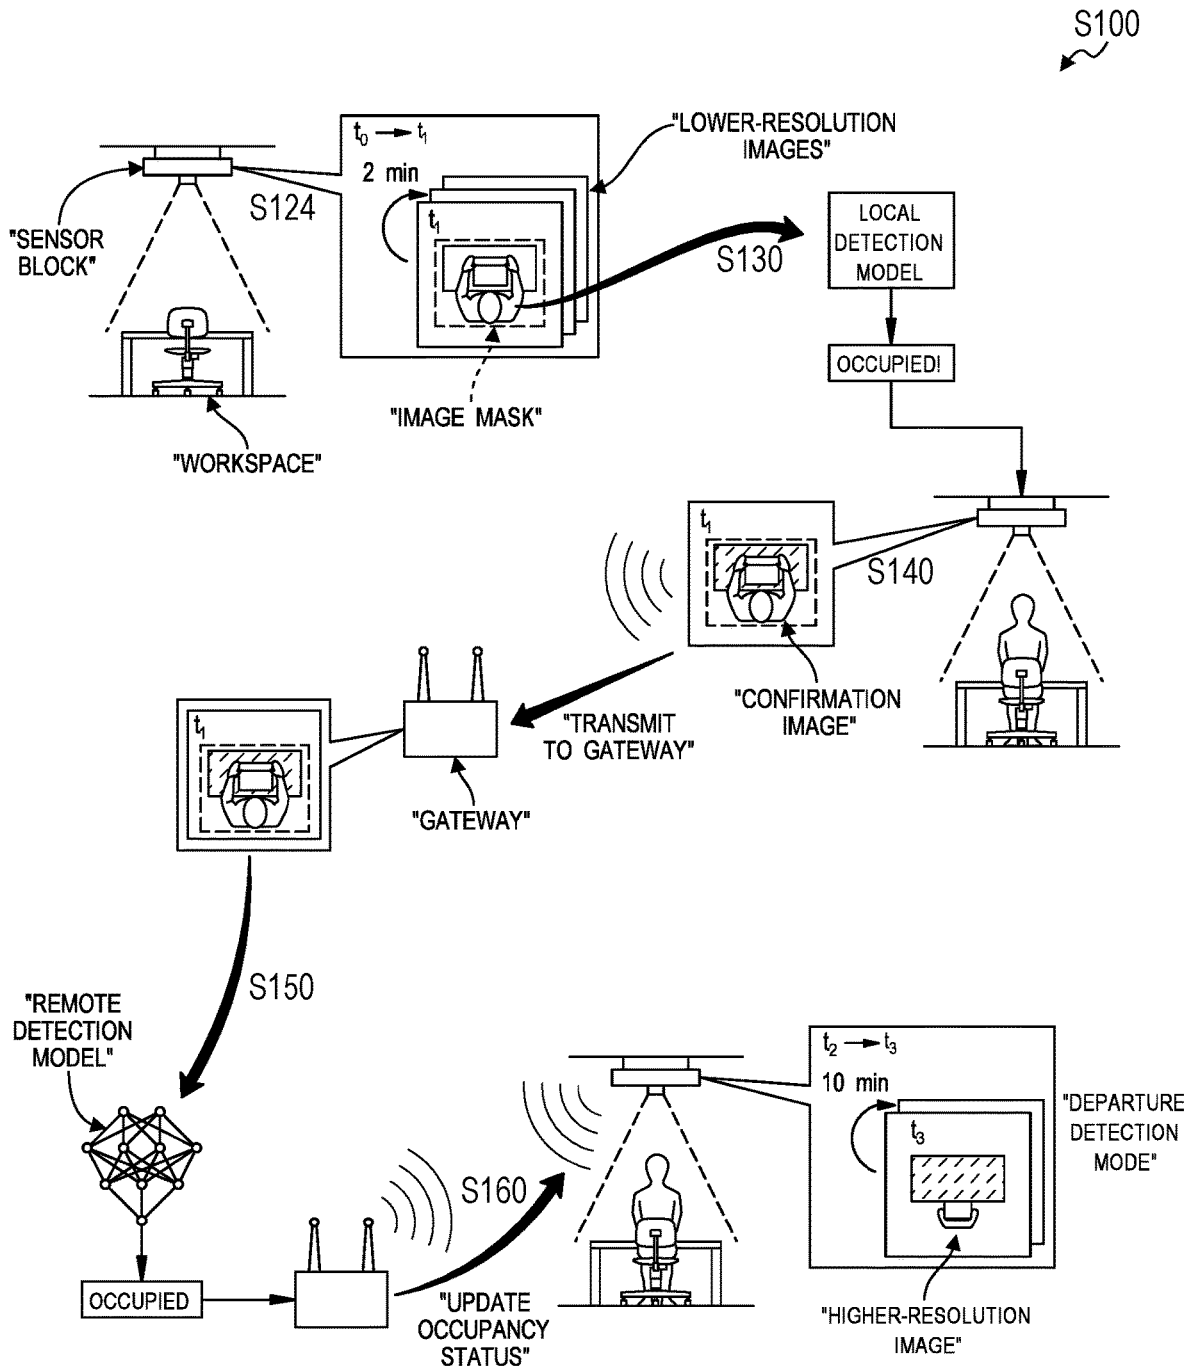 S100
t0 → t1
2 min
"LOWER-RESOLUTION
IMAGES"
S124
"SENSOR
BLOCK"
t1
S130
LOCAL
DETECTION
MODEL
OCCUPIED!
"IMAGE MASK"
"WORKSPACE"
t1
S140
"CONFIRMATION
IMAGE"
"TRANSMIT
TO GATEWAY"
t1
"GATEWAY"
S150
"REMOTE
DETECTION
MODEL"
OCCUPIED
S160
"UPDATE
OCCUPANCY
STATUS"
t2 → t3
10 min
t3
"DEPARTURE
DETECTION
MODE"
"HIGHER-RESOLUTION
IMAGE"